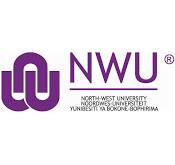 NWU®
NORTH-WEST UNIVERSITY
NOORDWES-UNIVERSITEIT
YUNIBESITI YA BOKONE-BOPHIRIMA